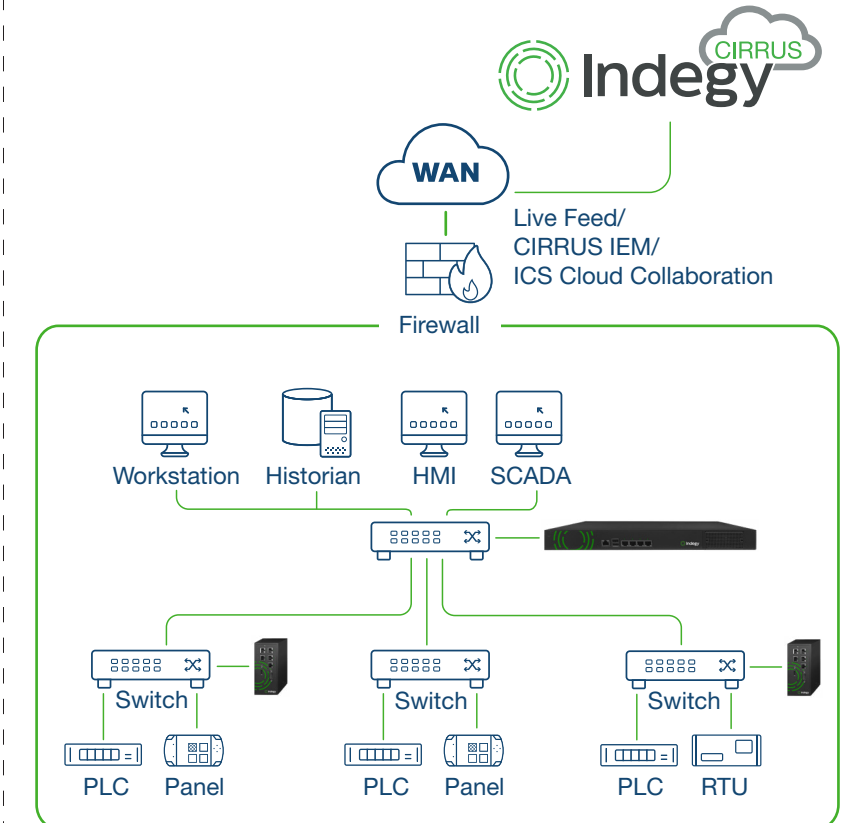 CIRRUS
Indegy
WAN
Live Feed/
CIRRUS IEM/
ICS Cloud Collaboration
Firewall
Workstation Historian HMI SCADA
Indegy
Switch Switch Switch
PLC Panel PLC Panel PLC RTU